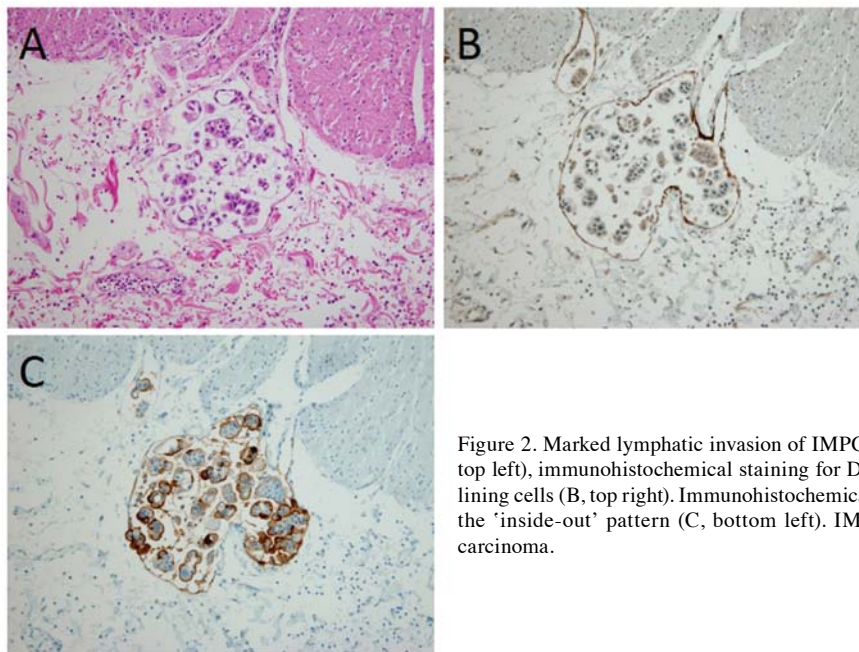 A
B
C
Figure 2. Marked lymphatic invasion of IMPC
top left), immunohistochemical staining for D
lining cells (B, top right). Immunohistochemica
the ‘inside-out’ pattern (C, bottom left). IM
carcinoma.